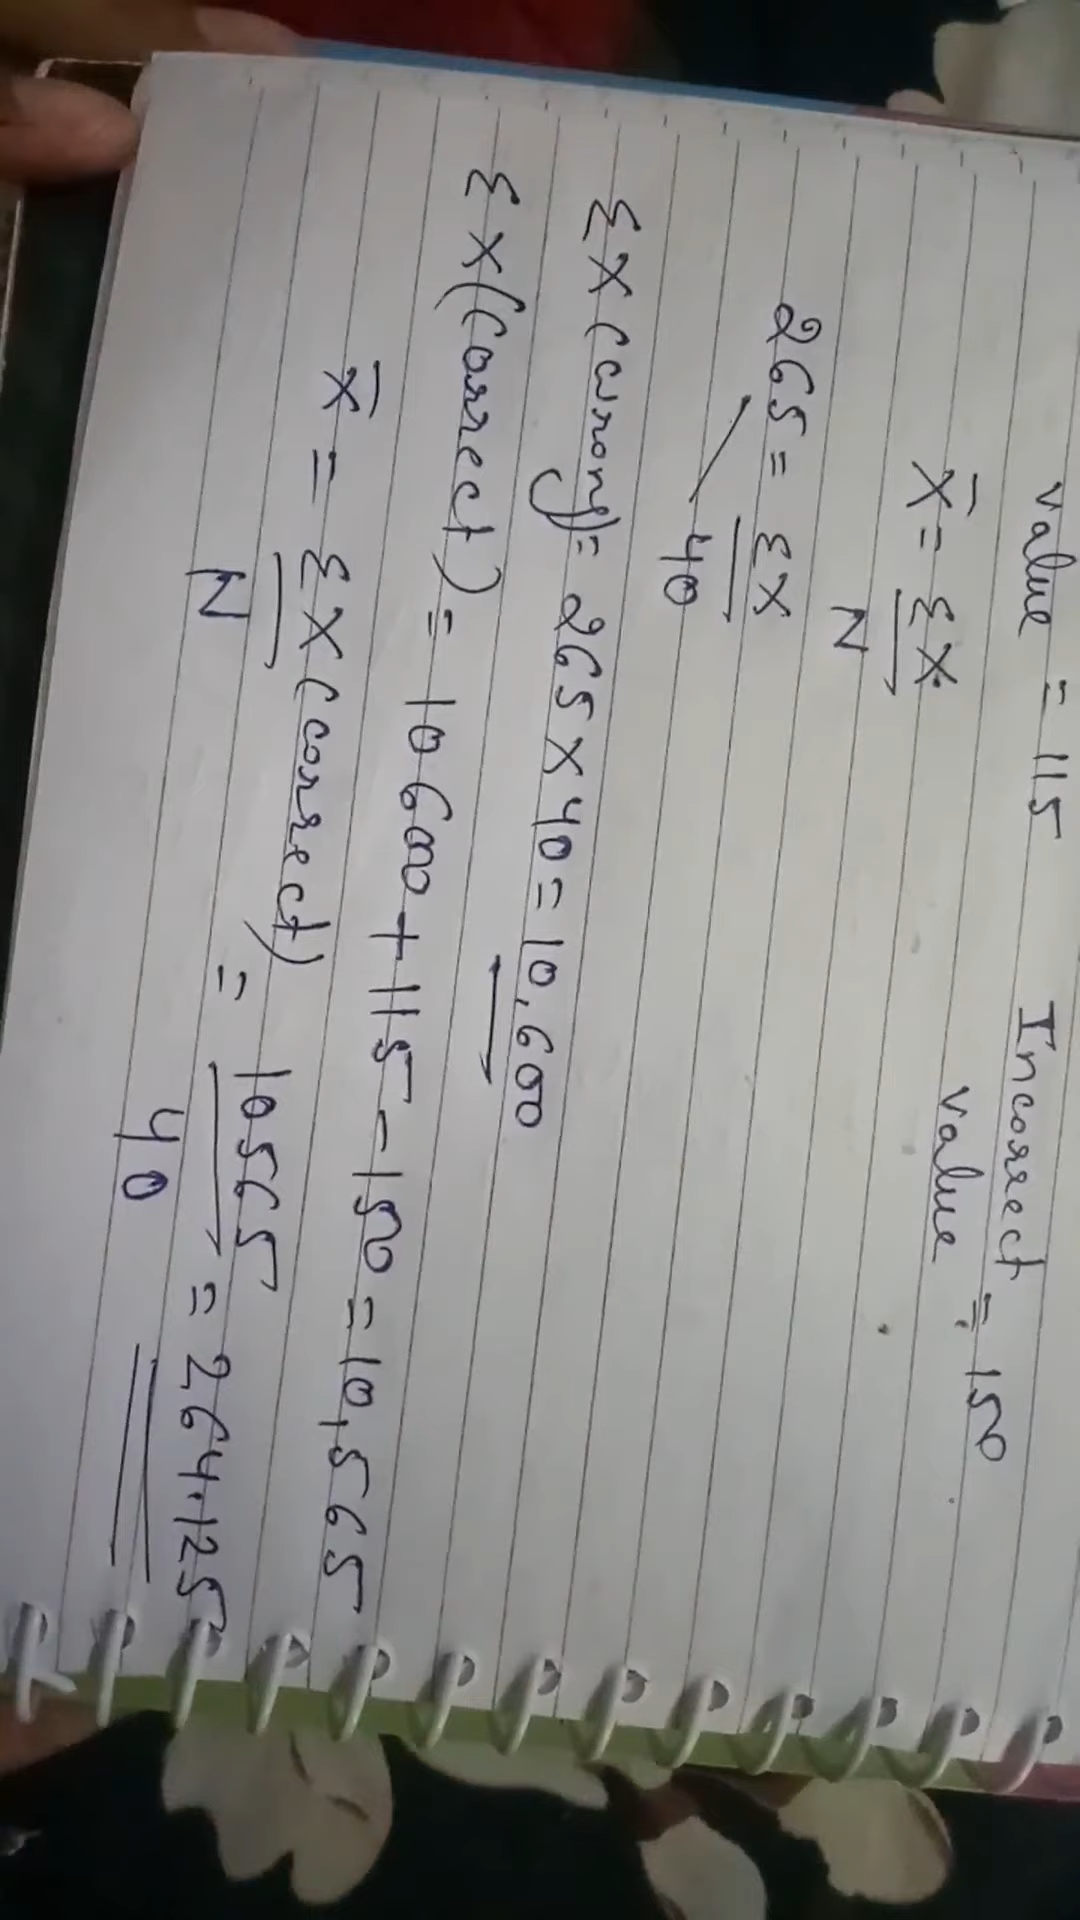 value = 115 Incorrect = 150
value
X̄ = ΣX
N
265 = ΣX
40
ΣX (wrong) = 265 × 40 = 10,600
ΣX (correct) = 10600 + 115 - 150 = 10,565
X̄ = ΣX (correct) = 10565 = 264.125
N 40